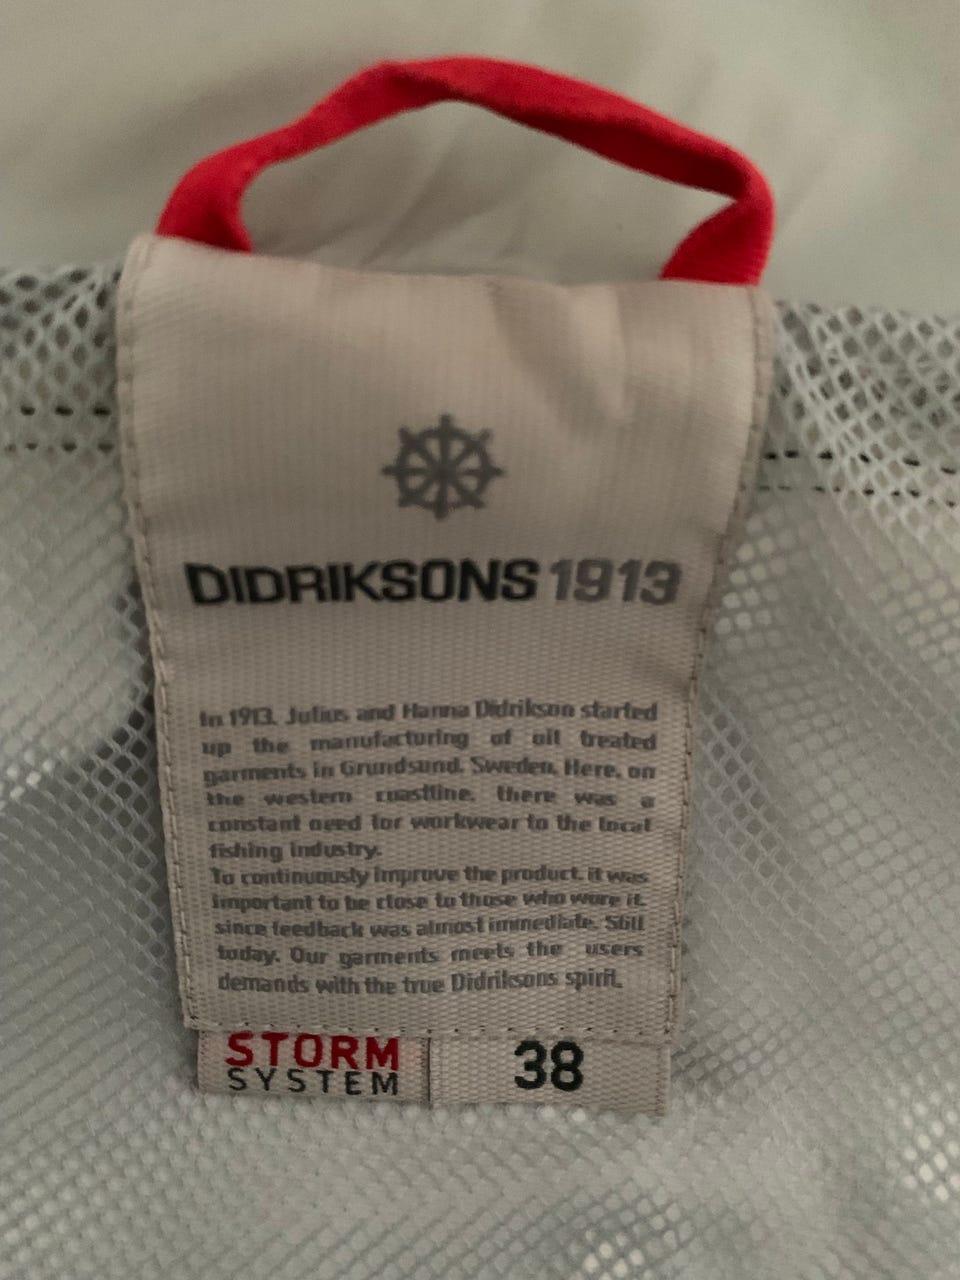 DIDRIKSONS 1913
In 1913, Julius and Hanna Didrikson started
up the manufacturing of oil treated
garments in Grundsund, Sweden. Here, on
the western coastline, there was a
constant need for workwear to the local
fishing industry.
To continuously improve the product, it was
important to be close to those who wore it,
since feedback was almost immediate. Still
today. Our garments meets the users
demands with the true Didriksons spirit.
STORM
SYSTEM
38